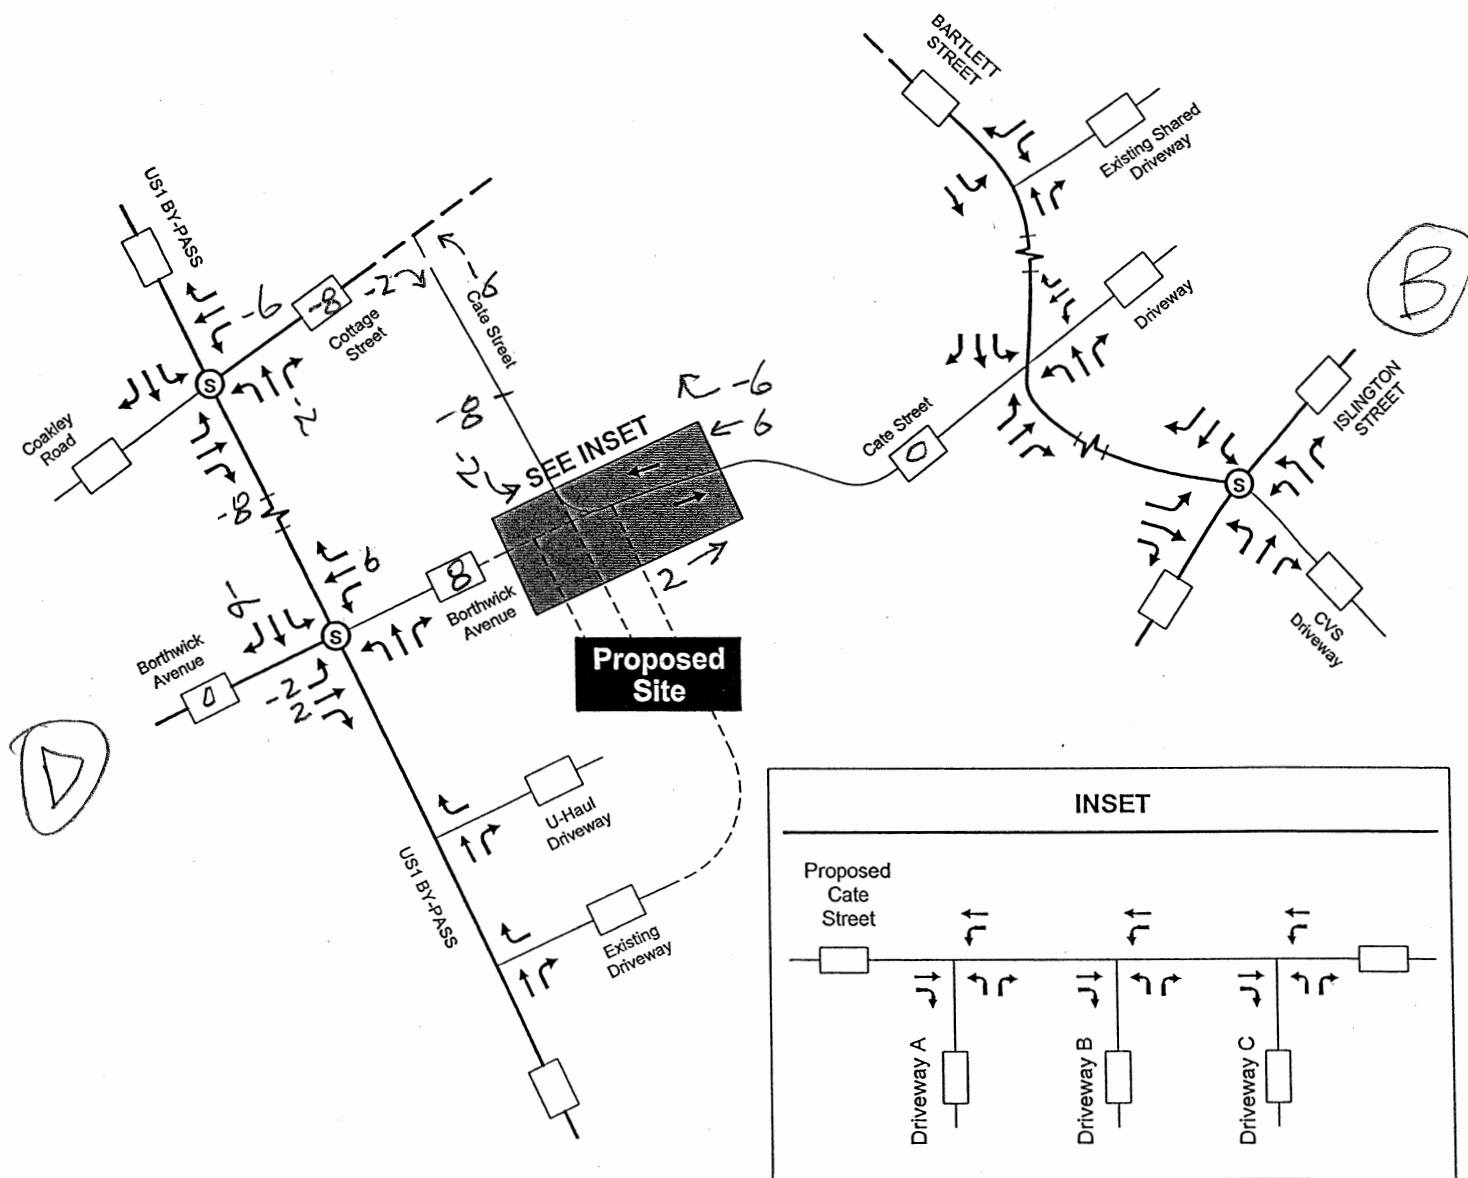 BARTLETT
STREET
Existing Shared
Driveway
US1 BY-PASS
B
-6
-8
-2
-6
Cottage
Street
Cate Street
Driveway
ISLINGTON
STREET
Coakley
Road
-2
-8
-6
6
SEE INSET
Cate Street
0
-2
-8
6
8
2
Borthwick
Avenue
Borthwick
Avenue
0
-2
2
CVS
Driveway
Proposed
Site
D
U-Haul
Driveway
US1 BY-PASS
Existing
Driveway
INSET
Proposed
Cate
Street
Driveway A
Driveway B
Driveway C
S
S
S